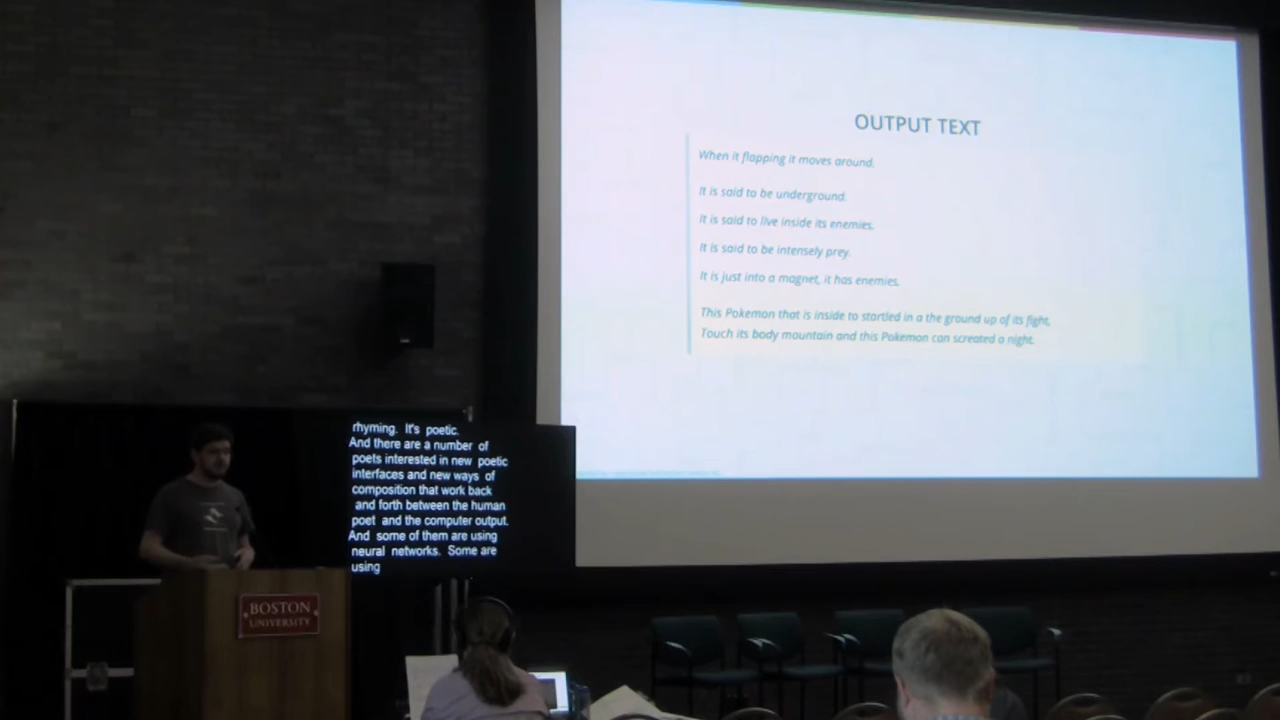 OUTPUT TEXT
When it flapping it moves around.
It is said to be underground.
It is said to live inside its enemies.
It is said to be intensely prey.
It is just into a magnet, it has enemies.
This Pokemon that is inside to startled in a the ground up of its fight,
Touch its body mountain and this Pokemon can screated a night.
rhyming. It's poetic.
And there are a number of
poets interested in new poetic
interfaces and new ways of
composition that work back
and forth between the human
poet and the computer output.
And some of them are using
neural networks. Some are
using
BOSTON
UNIVERSITY